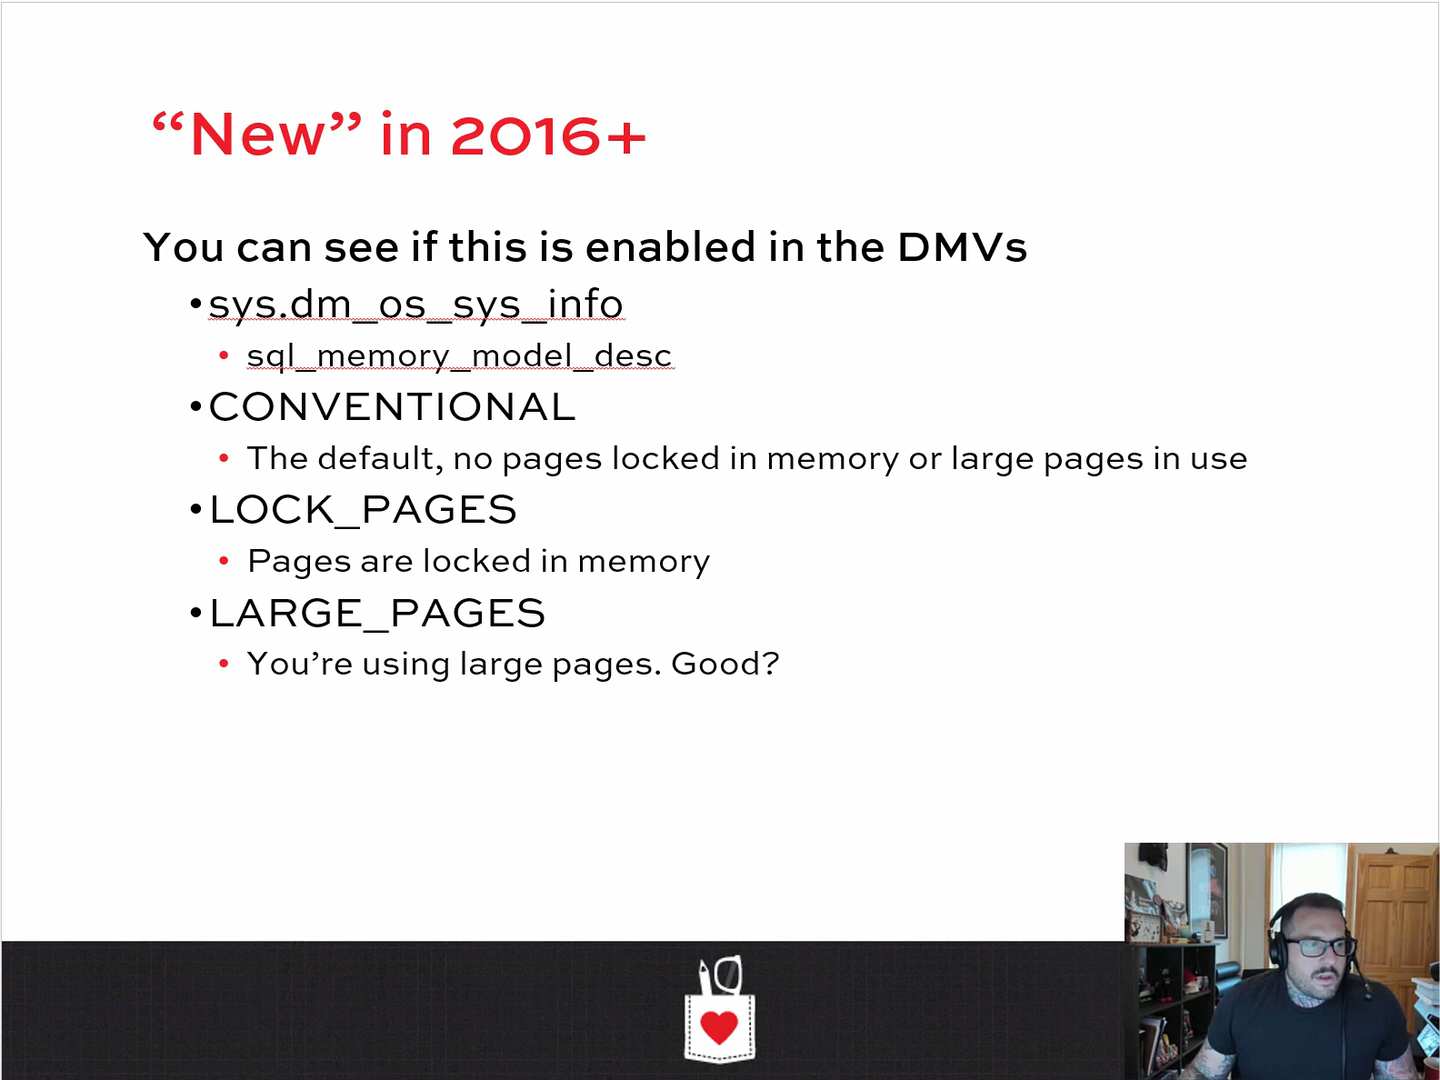 “New” in 2016+
You can see if this is enabled in the DMVs
•sys.dm_os_sys_info
• sql_memory_model_desc
•CONVENTIONAL
• The default, no pages locked in memory or large pages in use
•LOCK_PAGES
• Pages are locked in memory
•LARGE_PAGES
• You’re using large pages. Good?